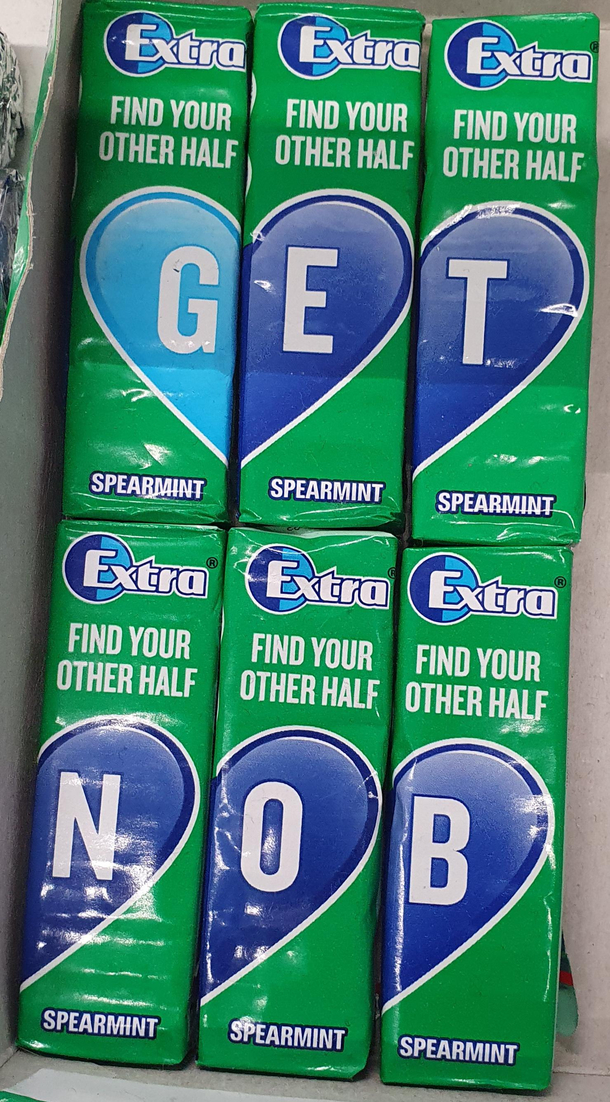 Extra
FIND YOUR
OTHER HALF
G
SPEARMINT
Extra
FIND YOUR
OTHER HALF
E
SPEARMINT
Extra®
FIND YOUR
OTHER HALF
T
SPEARMINT
Extra®
FIND YOUR
OTHER HALF
N
SPEARMINT
Extra®
FIND YOUR
OTHER HALF
O
SPEARMINT
Extra®
FIND YOUR
OTHER HALF
B
SPEARMINT